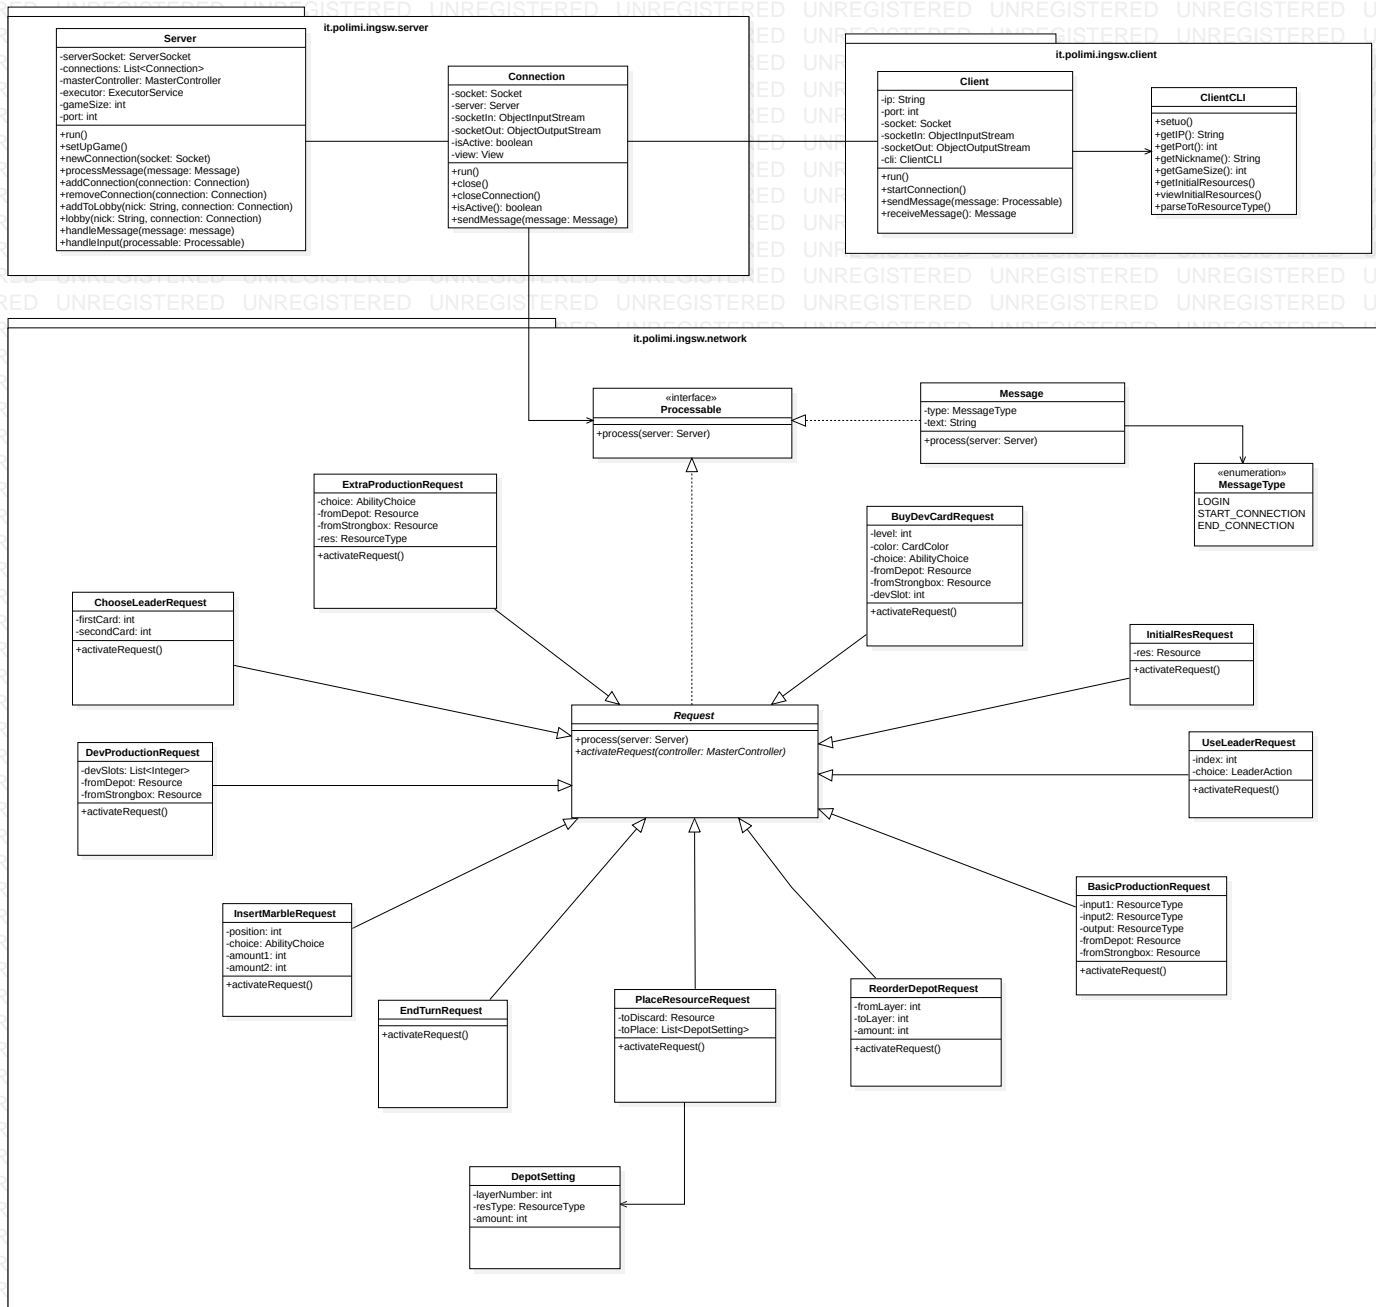 it.polimi.ingsw.server
Server
-serverSocket: ServerSocket
-connections: List<Connection>
-masterController: MasterController
-executor: ExecutorService
-gameSize: int
-port: int
+run()
+setUpGame()
+newConnection(socket: Socket)
+processMessage(message: Message)
+addConnection(connection: Connection)
+removeConnection(connection: Connection)
+addToLobby(nick: String, connection: Connection)
+lobby(nick: String, connection: Connection)
+handleMessage(message: message)
+handleInput(processable: Processable)
Connection
-socket: Socket
-server: Server
-socketIn: ObjectInputStream
-socketOut: ObjectOutputStream
-isActive: boolean
-view: View
+run()
+close()
+closeConnection()
+isActive(): boolean
+sendMessage(message: Message)
it.polimi.ingsw.client
Client
-ip: String
-port: int
-socket: Socket
-socketIn: ObjectInputStream
-socketOut: ObjectOutputStream
-cli: ClientCLI
+run()
+startConnection()
+sendMessage(message: Processable)
+receiveMessage(): Message
ClientCLI
+setuo()
+getIP(): String
+getPort(): int
+getNickname(): String
+getGameSize(): int
+getInitialResources()
+viewInitialResources()
+parseToResourceType()
UNREGISTERED UNREGISTERED UNREGISTERED UNREGISTERED UNREGISTERED UNREGISTERED UNREGISTERED
it.polimi.ingsw.network
«interface»
Processable
+process(server: Server)
Message
-type: MessageType
-text: String
+process(server: Server)
«enumeration»
MessageType
LOGIN
START_CONNECTION
END_CONNECTION
ExtraProductionRequest
-choice: AbilityChoice
-fromDepot: Resource
-fromStrongbox: Resource
-res: ResourceType
+activateRequest()
BuyDevCardRequest
-level: int
-color: CardColor
-choice: AbilityChoice
-fromDepot: Resource
-fromStrongbox: Resource
-devSlot: int
+activateRequest()
ChooseLeaderRequest
-firstCard: int
-secondCard: int
+activateRequest()
InitialResRequest
-res: Resource
+activateRequest()
Request
+process(server: Server)
+activateRequest(controller: MasterController)
DevProductionRequest
-devSlots: List<Integer>
-fromDepot: Resource
-fromStrongbox: Resource
+activateRequest()
UseLeaderRequest
-index: int
-choice: LeaderAction
+activateRequest()
InsertMarbleRequest
-position: int
-choice: AbilityChoice
-amount1: int
-amount2: int
+activateRequest()
BasicProductionRequest
-input1: ResourceType
-input2: ResourceType
-output: ResourceType
-fromDepot: Resource
-fromStrongbox: Resource
+activateRequest()
EndTurnRequest
+activateRequest()
PlaceResourceRequest
-toDiscard: Resource
-toPlace: List<DepotSetting>
+activateRequest()
ReorderDepotRequest
-fromLayer: int
-toLayer: int
-amount: int
+activateRequest()
DepotSetting
-layerNumber: int
-resType: ResourceType
-amount: int